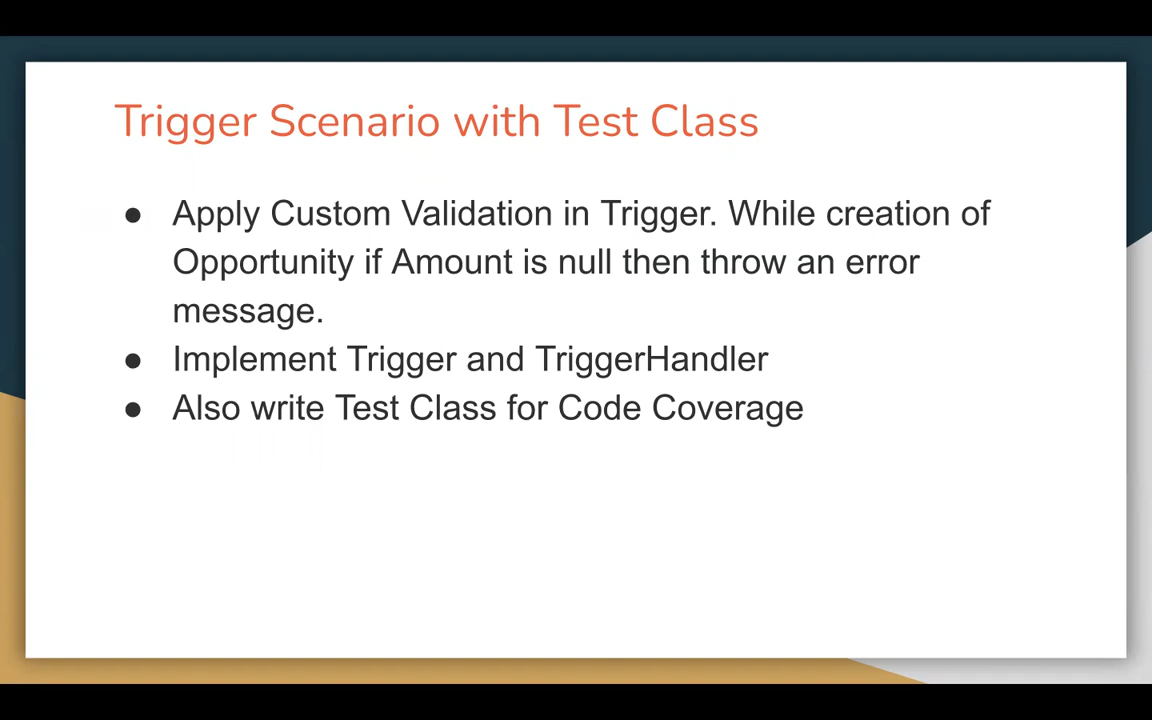 Trigger Scenario with Test Class
● Apply Custom Validation in Trigger. While creation of
Opportunity if Amount is null then throw an error
message.
● Implement Trigger and TriggerHandler
● Also write Test Class for Code Coverage